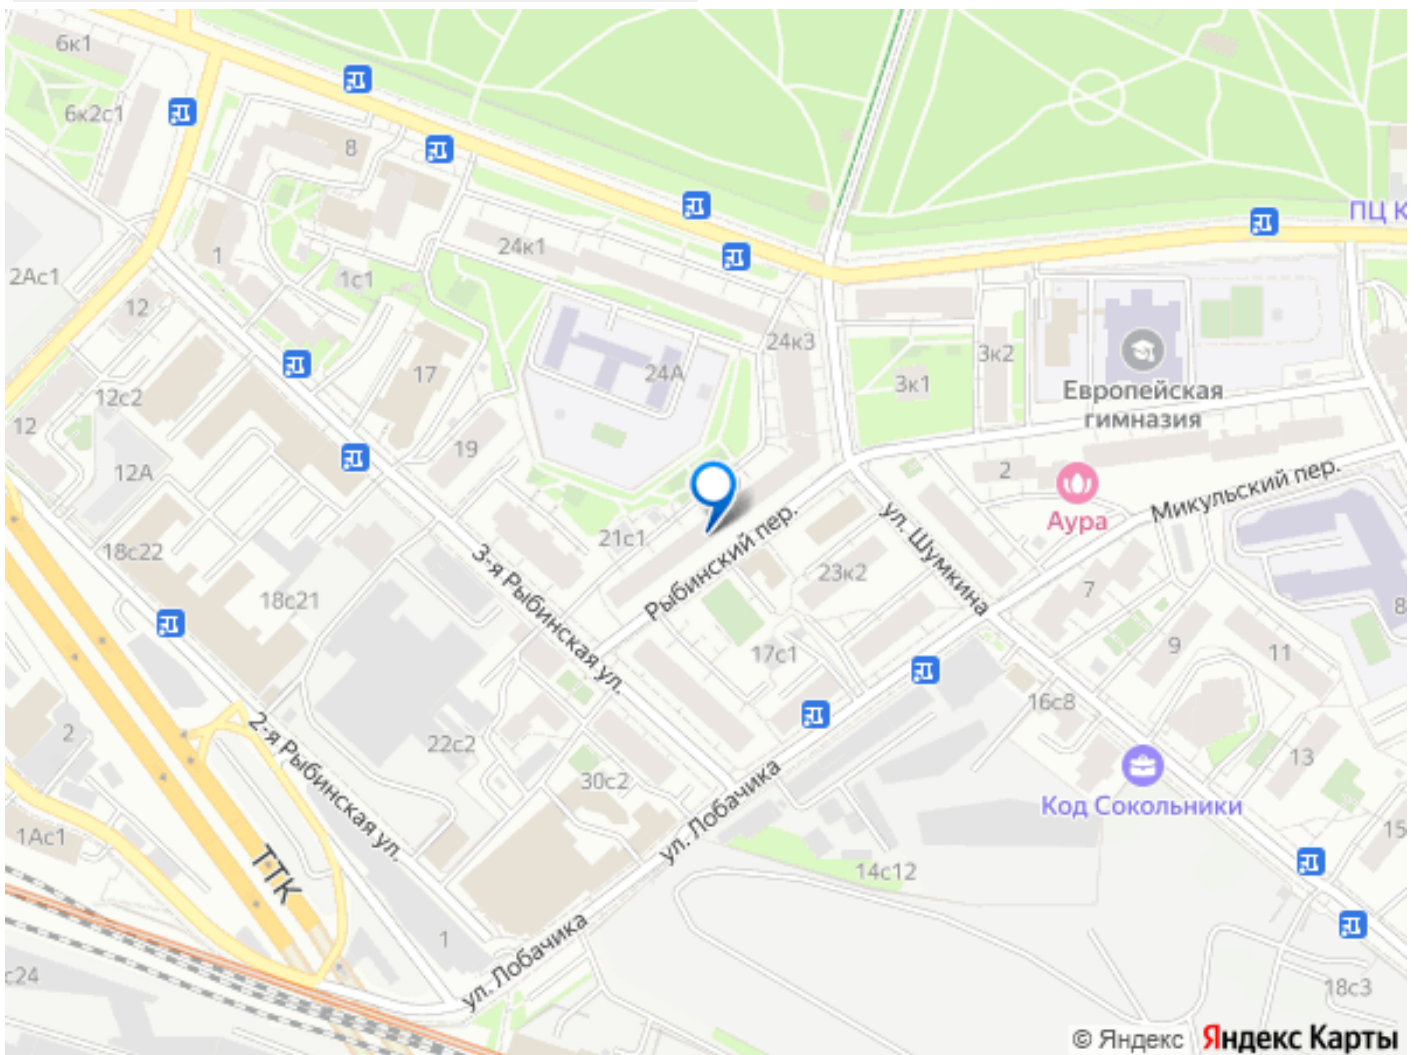 6к1
6к2с1
8
ПЦ К
1
24к1
2Ас1
1с1
12
24к3
3к2
17
24А
3к1
Европейская
гимназия
12с2
12
19
12А
2
Аура
Микульский пер.
21с1
Рыбинский пер.
ул. Шумкина
18с22
3-я Рыбинская ул.
23к2
18с21
7
8
17с1
9
11
16с8
2
2-я Рыбинская ул.
22с2
13
30с2
Код Сокольники
1Ас1
ул. Лобачика
15
ТТК
14с12
1
ул. Лобачика
с24
18с3
© Яндекс Яндекс Карты